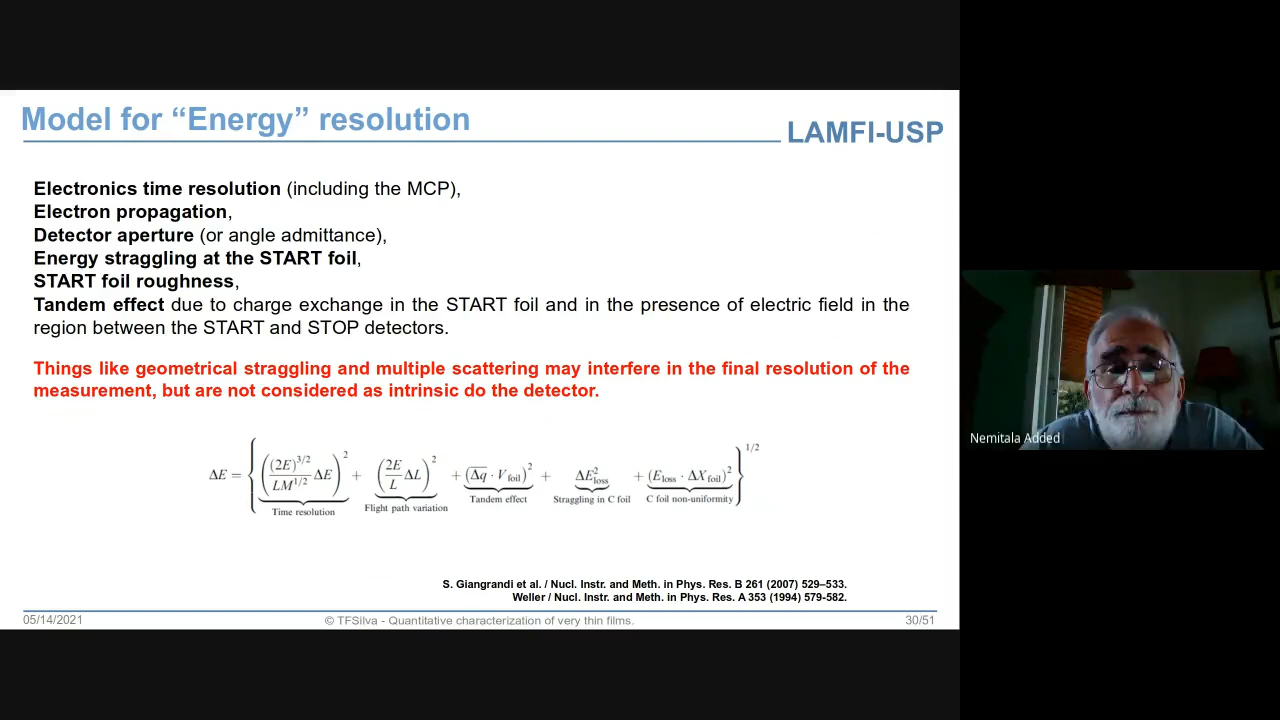 Model for “Energy” resolution
LAMFI-USP
Electronics time resolution (including the MCP),
Electron propagation,
Detector aperture (or angle admittance),
Energy straggling at the START foil,
START foil roughness,
Tandem effect due to charge exchange in the START foil and in the presence of electric field in the
region between the START and STOP detectors.
Things like geometrical straggling and multiple scattering may interfere in the final resolution of the
measurement, but are not considered as intrinsic do the detector.
ΔE = { ( (2E)^{3/2} / LM^{1/2} ΔE )^2 + ( 2E / L ΔL )^2 + (Δq̅ · V_foil)^2 + ΔE^2_loss + (E_loss · ΔX_foil)^2 }^{1/2}
Time resolution Flight path variation Tandem effect Straggling in C foil C foil non-uniformity
S. Giangrandi et al. / Nucl. Instr. and Meth. in Phys. Res. B 261 (2007) 529–533.
Weller / Nucl. Instr. and Meth. in Phys. Res. A 353 (1994) 579-582.
05/14/2021
© TFSilva - Quantitative characterization of very thin films.
30/51
Nemitala Added